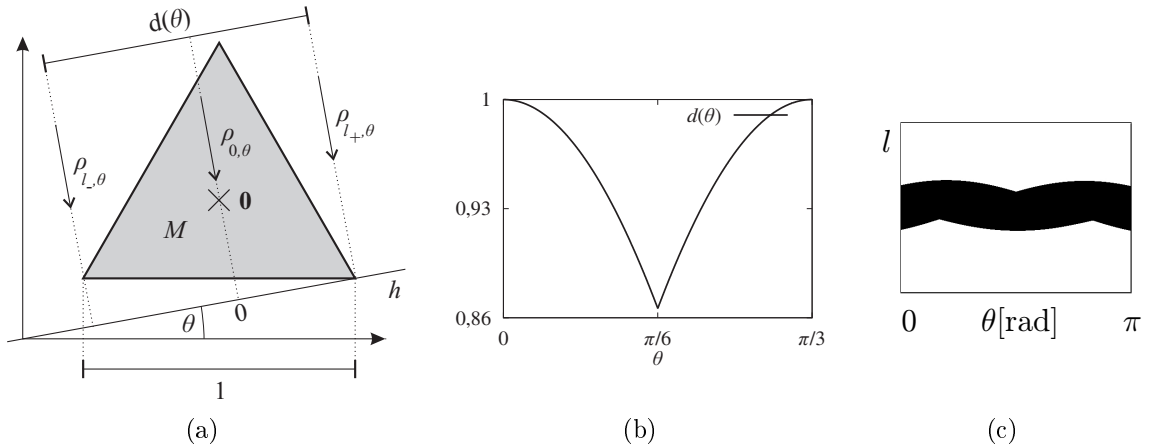 d(θ)
ρl₋,θ
ρ0,θ
ρl₊,θ
0
M
h
0
θ
1
(a)
1
d(θ)
0,93
0,86
0
π/6
π/3
θ
(b)
l
0
θ[rad]
π
(c)